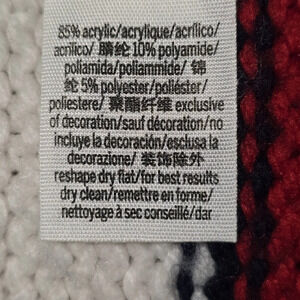 85% acrylic/acrylique/acrílico/
acrilico/ 腈纶 10% polyamide/
poliamida/poliammide/ 锦
纶 5% polyester/poliéster/
poliestere/ 聚酯纤维 exclusive
of decoration/sauf décoration/no
incluye la decoración/esclusa la
decorazione/ 装饰除外
reshape dry flat/for best results
dry clean/remettre en forme/
nettoyage à sec conseillé/dar